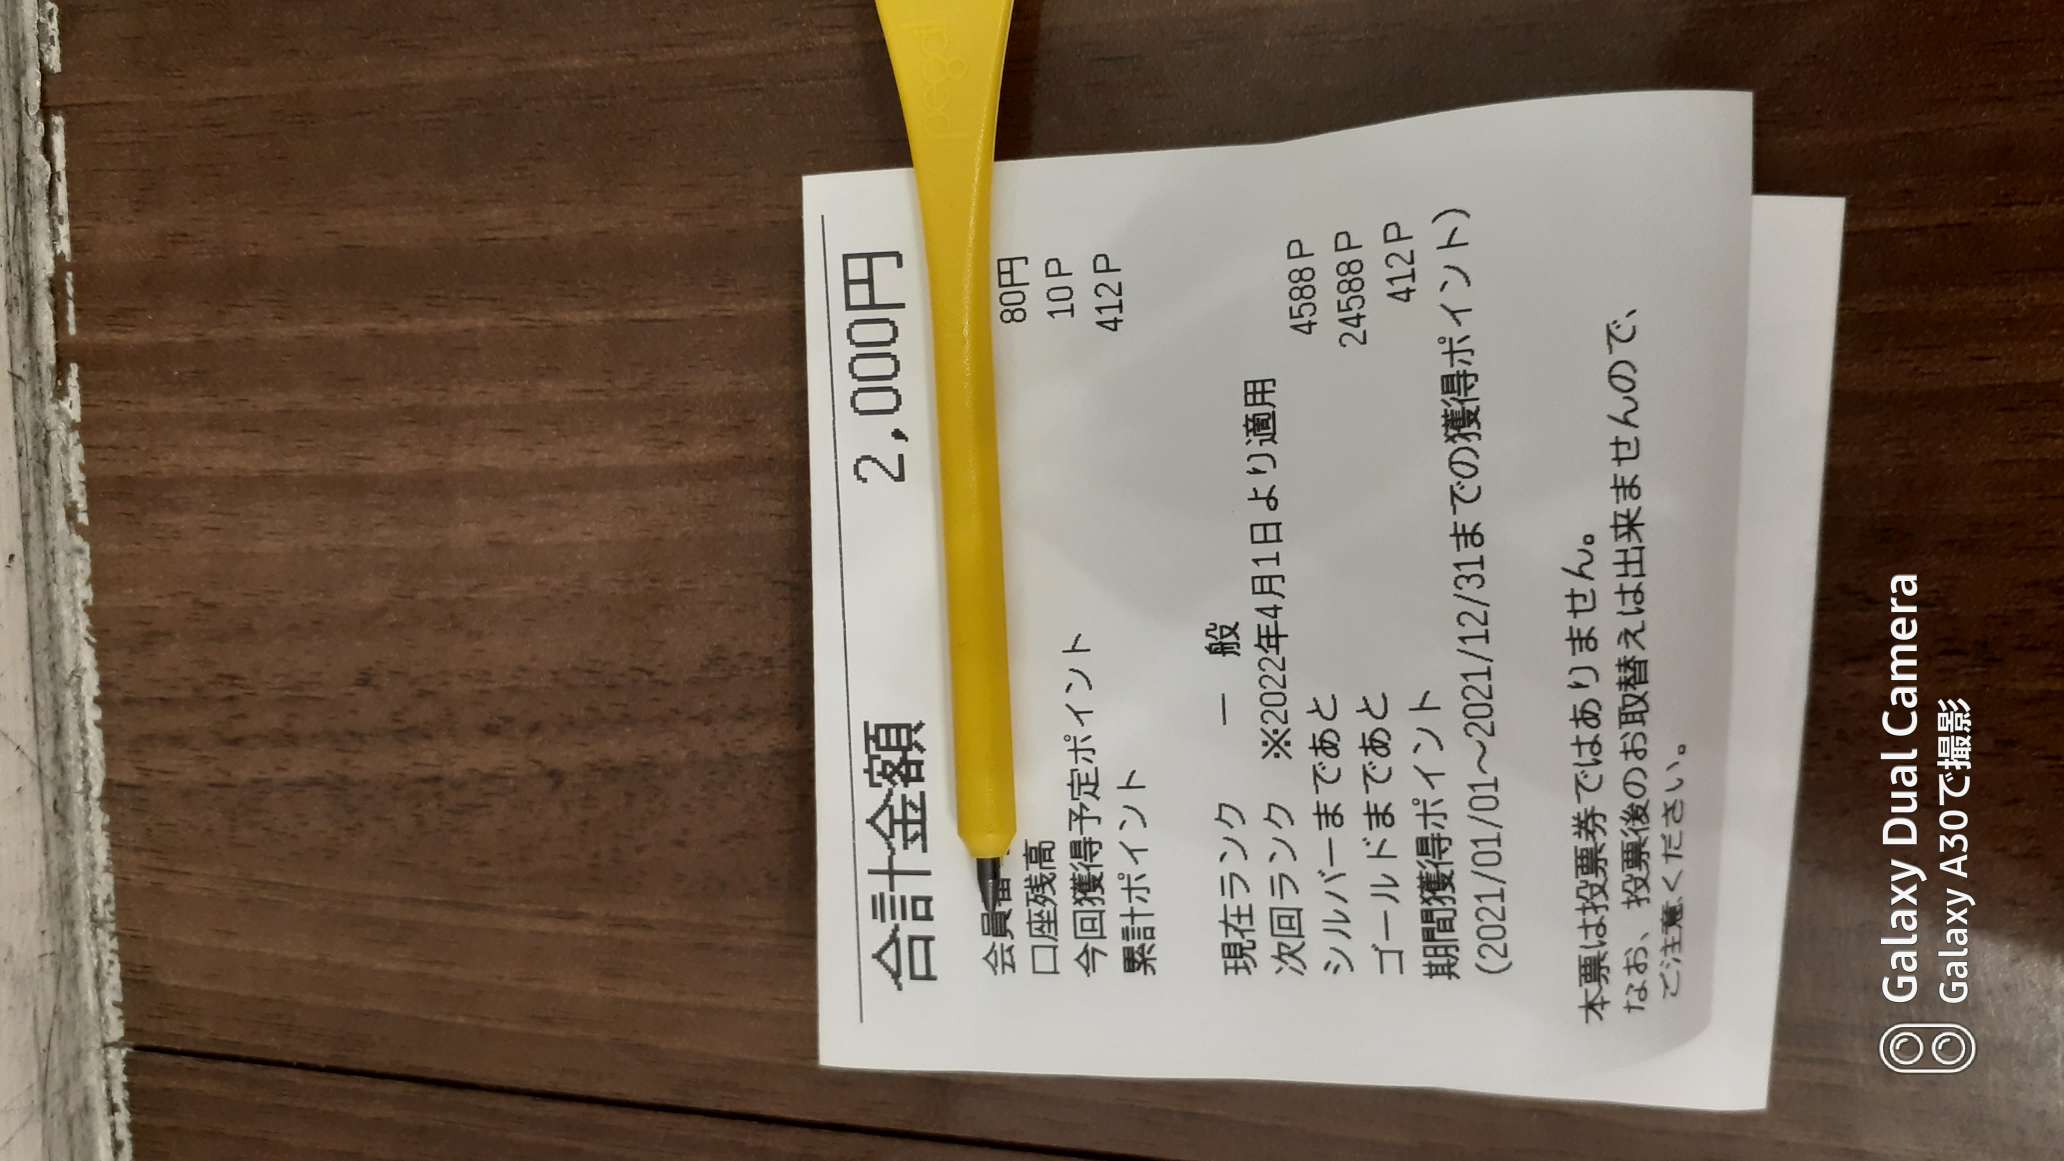 合計金額 2,000円
会員番
口座残高 80円
今回獲得予定ポイント 10P
累計ポイント 412P
現在ランク 一般
次回ランク ※2022年4月1日より適用
シルバーまであと 4588P
ゴールドまであと 24588P
期間獲得ポイント 412P
(2021/01/01～2021/12/31までの獲得ポイント)
本票は投票券ではありません。
なお、投票後のお取替えは出来ませんので、
ご注意ください。
pegal
Galaxy Dual Camera
Galaxy A30で撮影